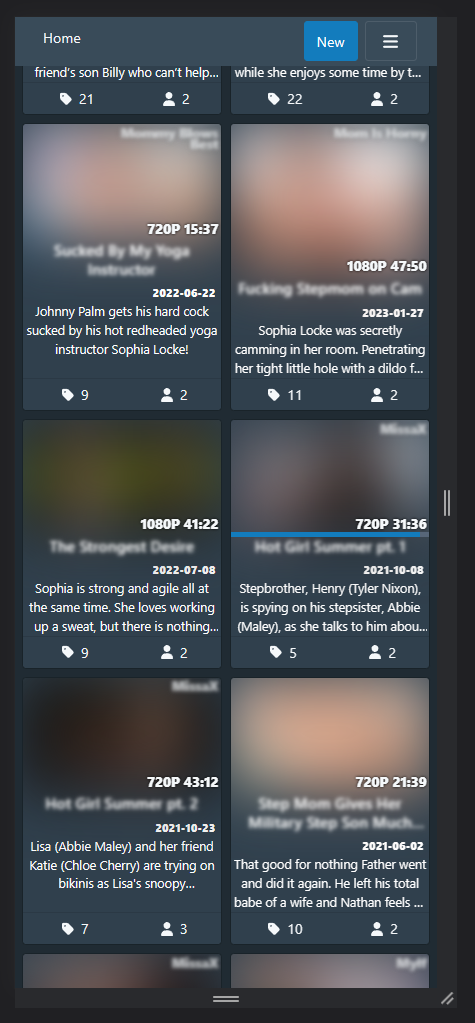 Home
New
friend's son Billy who can't help...
while she enjoys some time by t...
21
2
22
2
Mommy Blows
Best
720P 15:37
Sucked By My Yoga
Instructor
2022-06-22
Johnny Palm gets his hard cock
sucked by his hot redheaded yoga
instructor Sophia Locke!
9
2
Mom Is Horny
1080P 47:50
Fucking Stepmom on Cam
2023-01-27
Sophia Locke was secretly
camming in her room. Penetrating
her tight little hole with a dildo f...
11
2
1080P 41:22
The Strongest Desire
2022-07-08
Sophia is strong and agile all at
the same time. She loves working
up a sweat, but there is nothing...
9
2
MissaX
720P 31:36
Hot Girl Summer pt. 1
2021-10-08
Stepbrother, Henry (Tyler Nixon),
is spying on his stepsister, Abbie
(Maley), as she talks to him abou...
5
2
MissaX
720P 43:12
Hot Girl Summer pt. 2
2021-10-23
Lisa (Abbie Maley) and her friend
Katie (Chloe Cherry) are trying on
bikinis as Lisa's snoopy...
7
3
720P 21:39
Step Mom Gives Her
Military Step Son Much...
2021-06-02
That good for nothing Father went
and did it again. He left his total
babe of a wife and Nathan feels ...
10
2
MissaX
Mylf